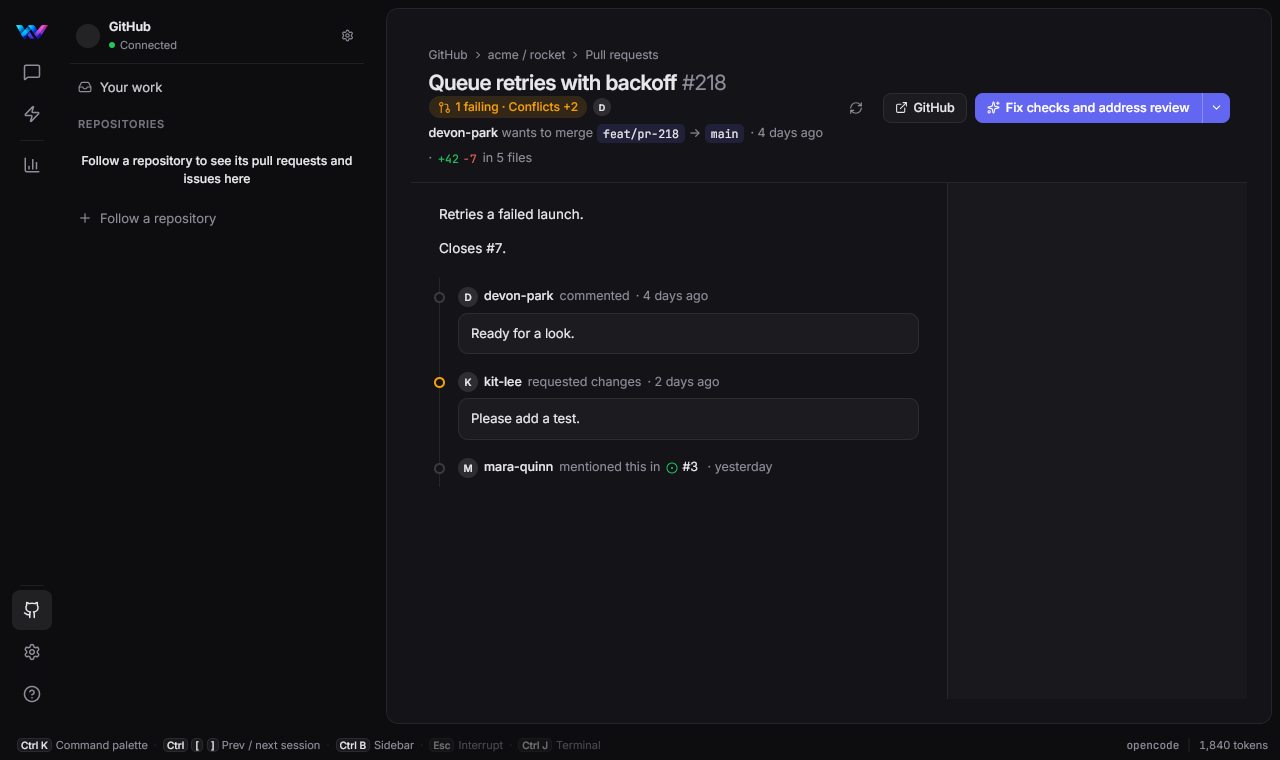 GitHub
Connected
Your work
REPOSITORIES
Follow a repository to see its pull requests and
issues here
Follow a repository
GitHub > acme / rocket > Pull requests
Queue retries with backoff #218
1 failing · Conflicts +2 D
devon-park wants to merge feat/pr-218 → main · 4 days ago
· +42 -7 in 5 files
GitHub
Fix checks and address review
Retries a failed launch.
Closes #7.
D devon-park commented · 4 days ago
Ready for a look.
K kit-lee requested changes · 2 days ago
Please add a test.
M mara-quinn mentioned this in #3 · yesterday
Ctrl K Command palette · Ctrl [ ] Prev / next session · Ctrl B Sidebar · Esc Interrupt · Ctrl J Terminal
opencode 1,840 tokens